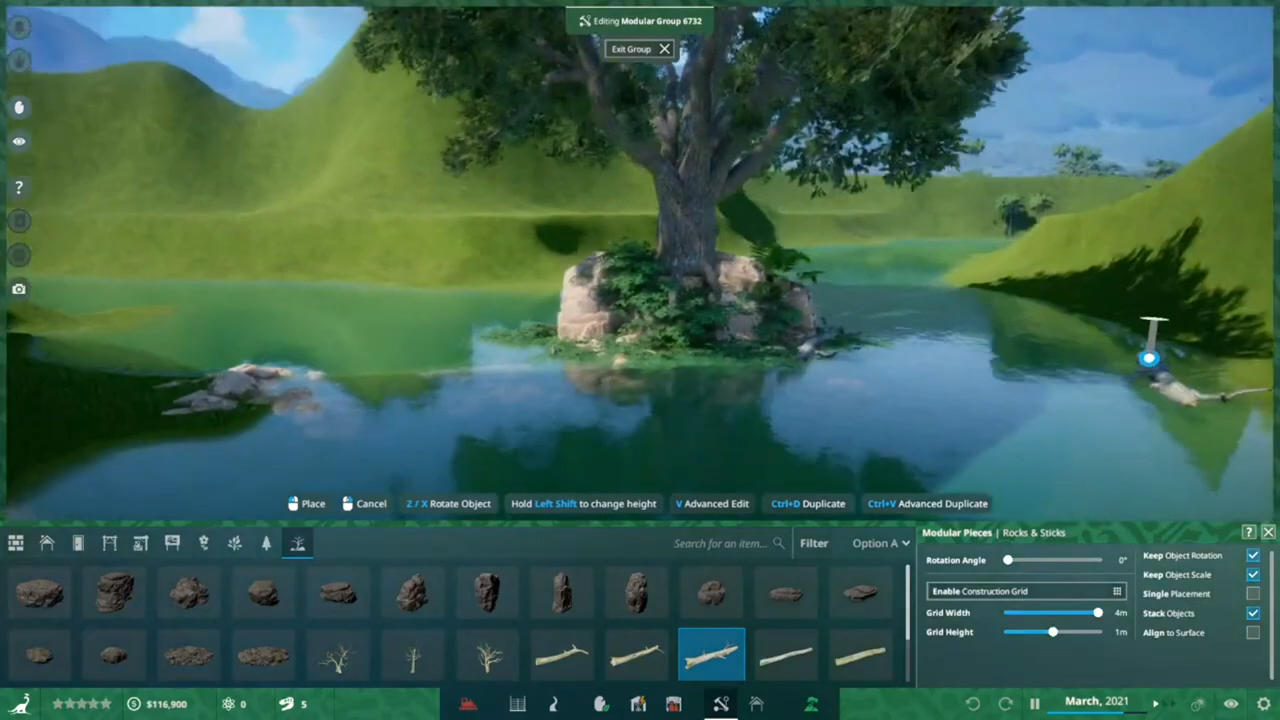 Editing Modular Group 6732
Exit Group
?
Place
Cancel
Z / X Rotate Object
Hold Left Shift to change height
V Advanced Edit
Ctrl+D Duplicate
Ctrl+V Advanced Duplicate
Search for an item...
Filter
Option A
Modular Pieces | Rocks & Sticks
?
Rotation Angle
0°
Enable Construction Grid
Grid Width
4m
Grid Height
1m
Keep Object Rotation
Keep Object Scale
Single Placement
Stack Objects
Align to Surface
$116,900
0
5
March, 2021